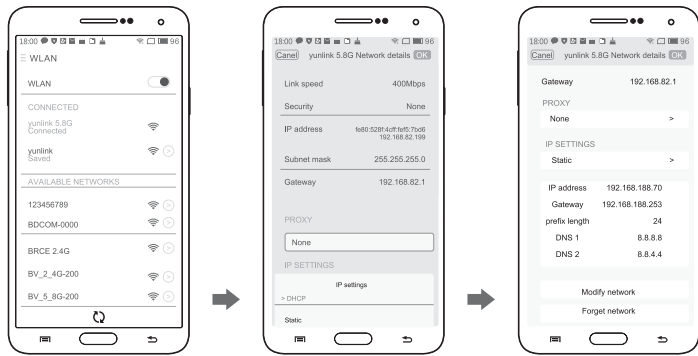 18:00 96
WLAN
WLAN
CONNECTED
yunlink 5.8G
Connected
yunlink
Saved
AVAILABLE NETWORKS
123456789
BDCOM-0000
BRCE 2.4G
BV_2_4G-200
BV_5_8G-200
18:00 96
Canel yunlink 5.8G Network details OK
Link speed 400Mbps
Security None
IP address fe80:528f:4cff:fef5:7bd6
192.168.82.199
Subnet mask 255.255.255.0
Gateway 192.168.82.1
PROXY
None
IP SETTINGS
IP settings
> DHCP
Static
18:00 96
Canel yunlink 5.8G Network details OK
Gateway 192.168.82.1
PROXY
None >
IP SETTINGS
Static >
IP address 192.168.188.70
Gateway 192.168.188.253
prefix length 24
DNS 1 8.8.8.8
DNS 2 8.8.4.4
Modify network
Forget network